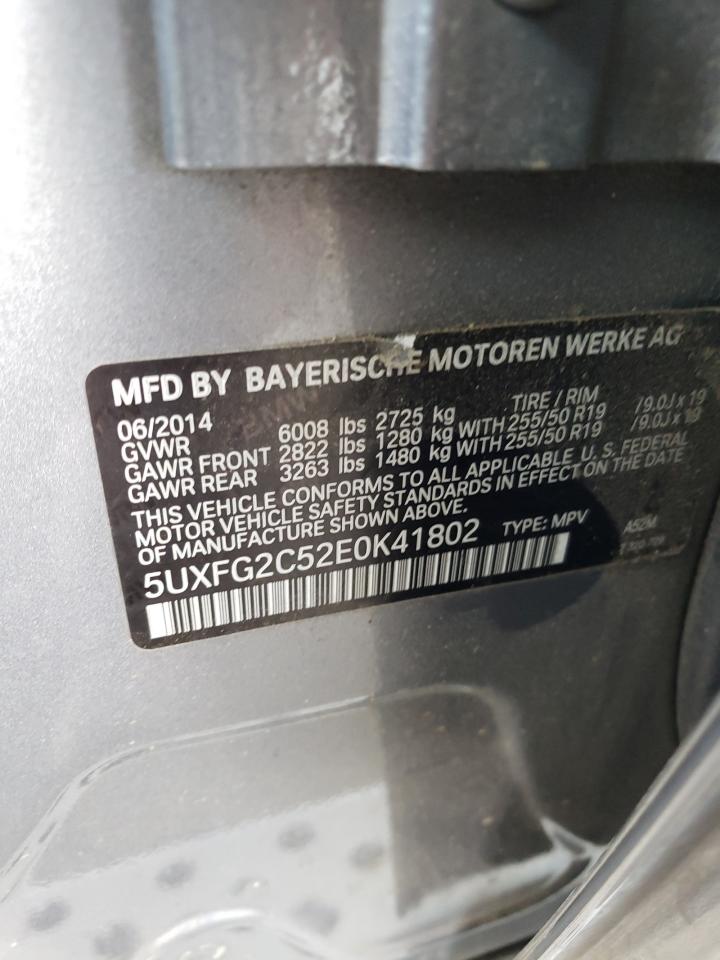 MFD BY BAYERISCHE MOTOREN WERKE AG
06/2014 TIRE / RIM
GVWR 6008 lbs 2725 kg
GAWR FRONT 2822 lbs 1280 kg WITH 255/50 R19 /9.0J x 19
GAWR REAR 3263 lbs 1480 kg WITH 255/50 R19 /9.0J x 19
THIS VEHICLE CONFORMS TO ALL APPLICABLE U. S. FEDERAL
MOTOR VEHICLE SAFETY STANDARDS IN EFFECT ON THE DATE
OF MANUFACTURE SHOWN ABOVE.
5UXFG2C52E0K41802 TYPE: MPV A52M